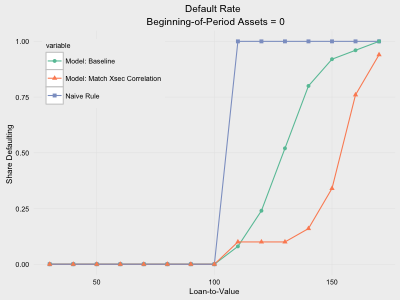 Default Rate
Beginning-of-Period Assets = 0
variable
Model: Baseline
Model: Match Xsec Correlation
Naive Rule
Share Defaulting
1.00
0.75
0.50
0.25
0.00
50
100
150
Loan-to-Value